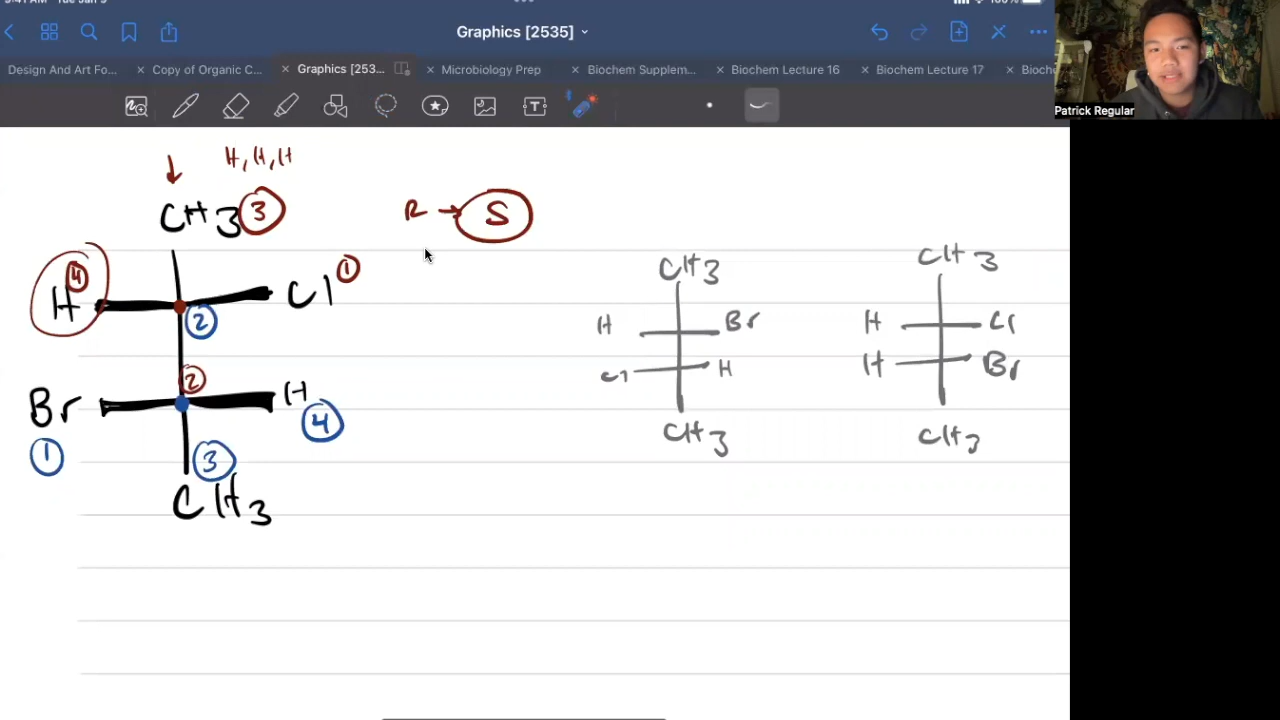 Graphics [2535]
Design And Art Fo...
Copy of Organic C...
Graphics [253...
Microbiology Prep
Biochem Supplem...
Biochem Lecture 16
Biochem Lecture 17
Bioche
Patrick Regular
H, H, H
CH3 3
R → S
4
H
Cl 1
2
2
Br
H
1
3
4
CH3
CH3
H Br
Cl H
CH3
CH3
H Cl
H Br
CH3